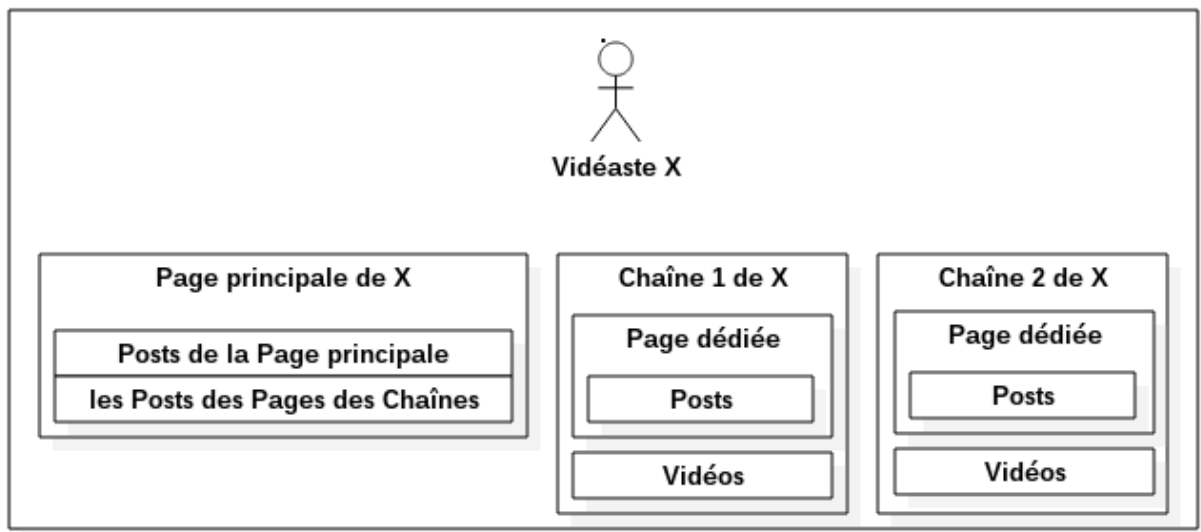 Vidéaste X
Page principale de X
Posts de la Page principale
les Posts des Pages des Chaînes
Chaîne 1 de X
Page dédiée
Posts
Vidéos
Chaîne 2 de X
Page dédiée
Posts
Vidéos